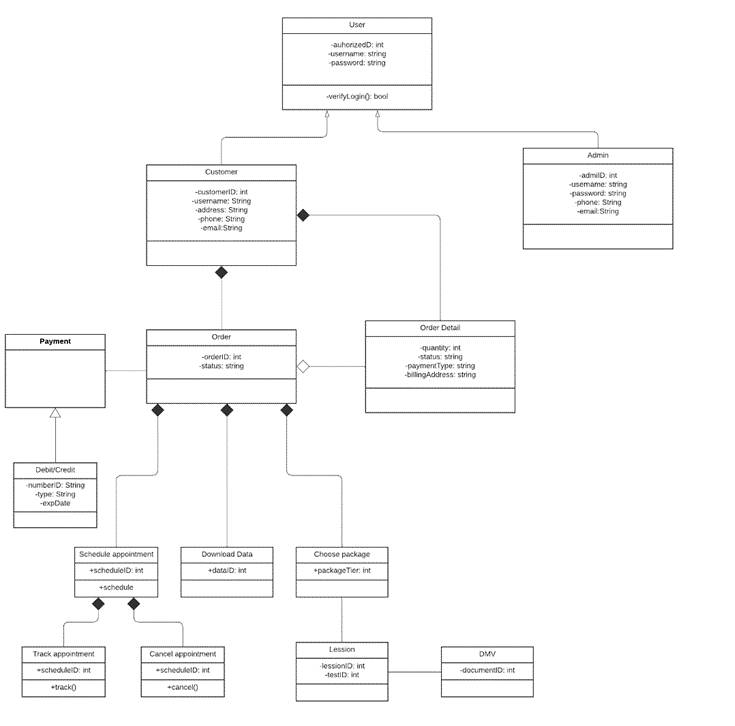 User
-auhorizedID: int
-username: string
-password: string
-verifyLogin(): bool
Customer
-customerID: int
-username: String
-address: String
-phone: String
-email:String
Admin
-admiID: int
-username: string
-password: string
-phone: String
-email:String
Payment
Order
-orderID: int
-status: string
Order Detail
-quantity: int
-status: string
-paymentType: string
-billingAddress: string
Debit/Credit
-numberID: String
-type: String
-expDate
Schedule appointment
+scheduleID: int
+schedule
Download Data
+dataID: int
Choose package
+packageTier: int
Track appointment
+scheduleID: int
+track()
Cancel appointment
+scheduleID: int
+cancel()
Lession
-lessionID: int
-testID: int
DMV
-documentID: int